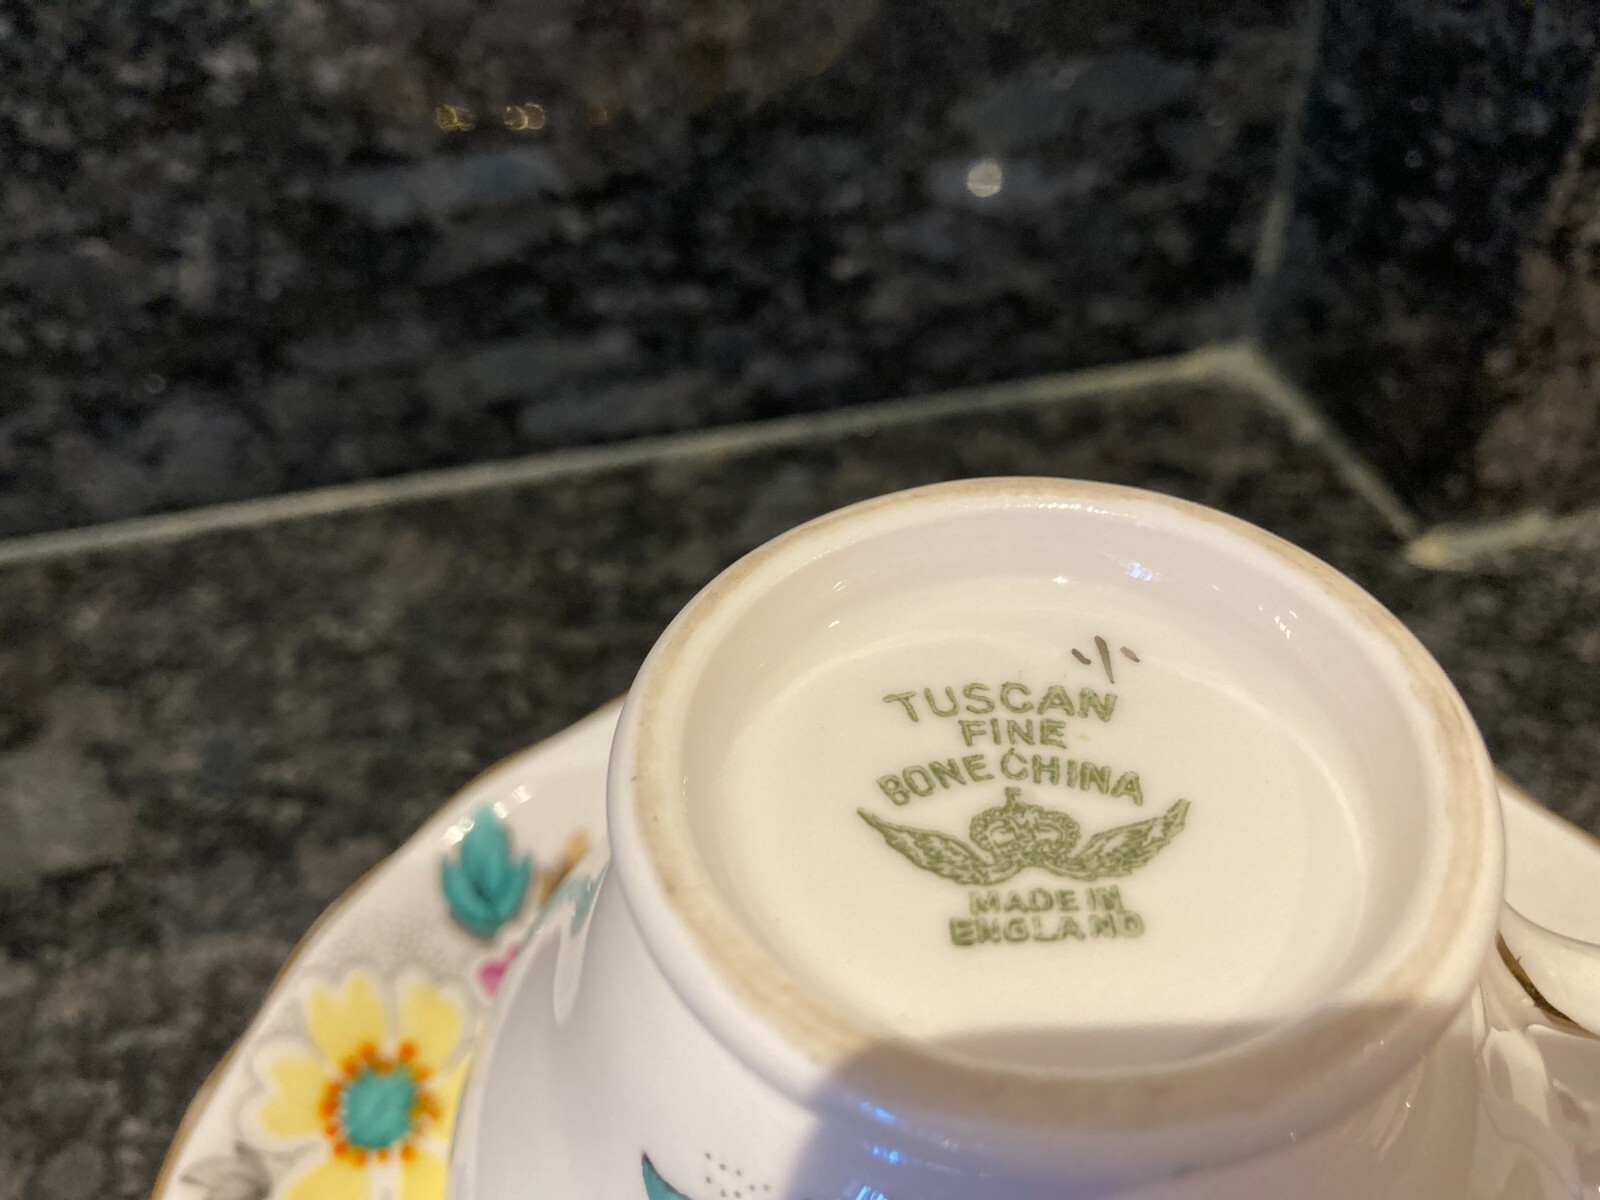 TUSCAN
FINE
BONE CHINA
MADE IN
ENGLAND